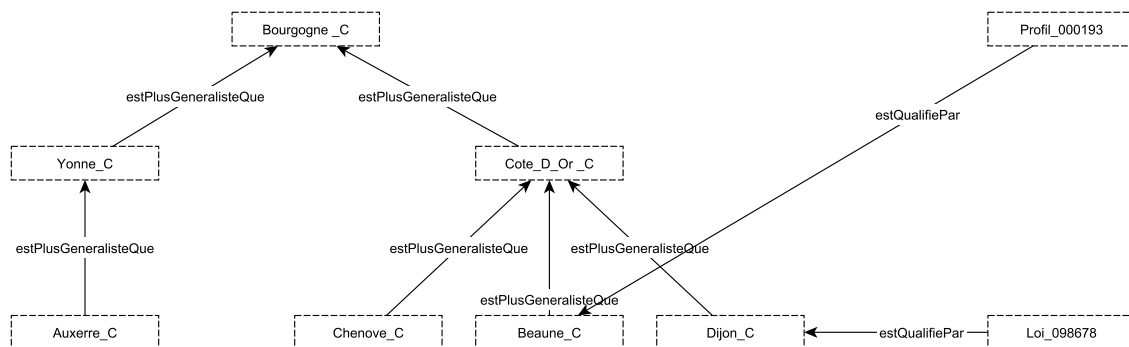 Bourgogne _C
Profil_000193
estPlusGeneralisteQue
estPlusGeneralisteQue
estQualifiePar
Yonne_C
Cote_D_Or _C
estPlusGeneralisteQue
estPlusGeneralisteQue
estPlusGeneralisteQue
estPlusGeneralisteQue
Auxerre_C
Chenove_C
Beaune_C
Dijon_C
estQualifiePar
Loi_098678